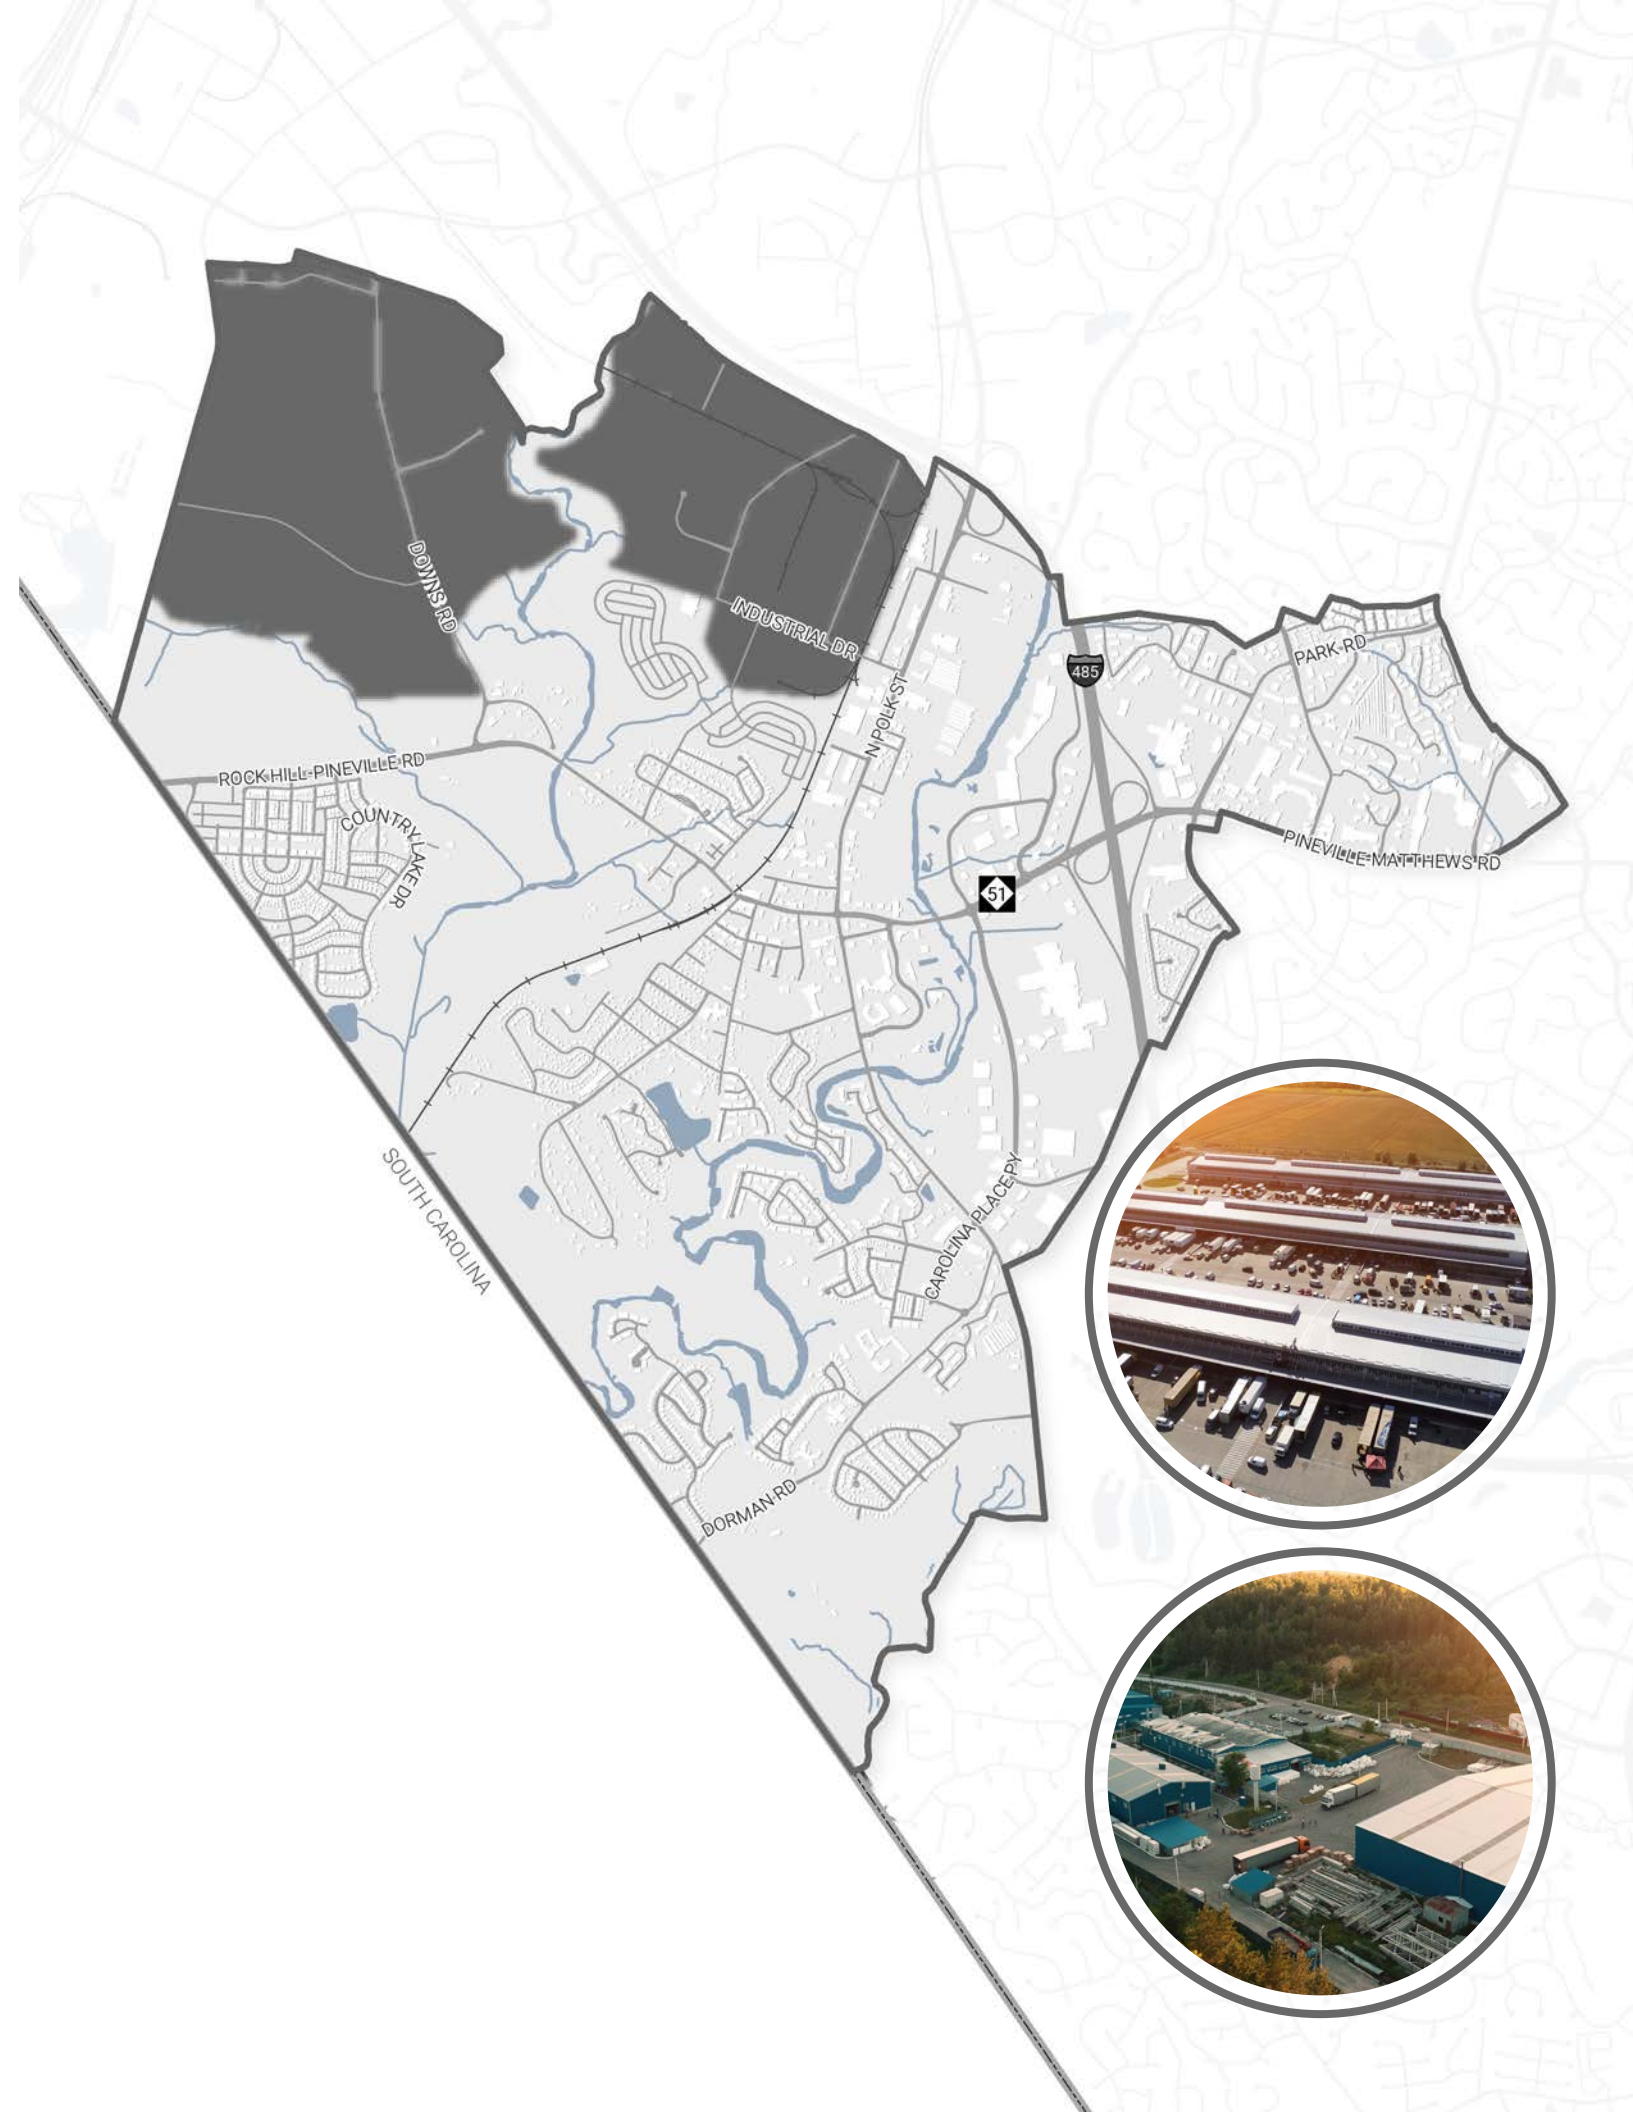 DOWNS RD
INDUSTRIAL DR
N POLK ST
485
PARK RD
ROCK HILL-PINEVILLE RD
COUNTRY LAKE DR
PINEVILLE-MATTHEWS RD
51
SOUTH CAROLINA
CAROLINA PLACE PY
DORMAN RD